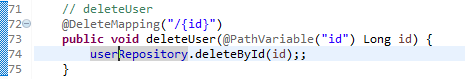 71 // deleteUser
72 @DeleteMapping("/{id}")
73 public void deleteUser(@PathVariable("id") Long id) {
74 userRepository.deleteById(id);;
75 }